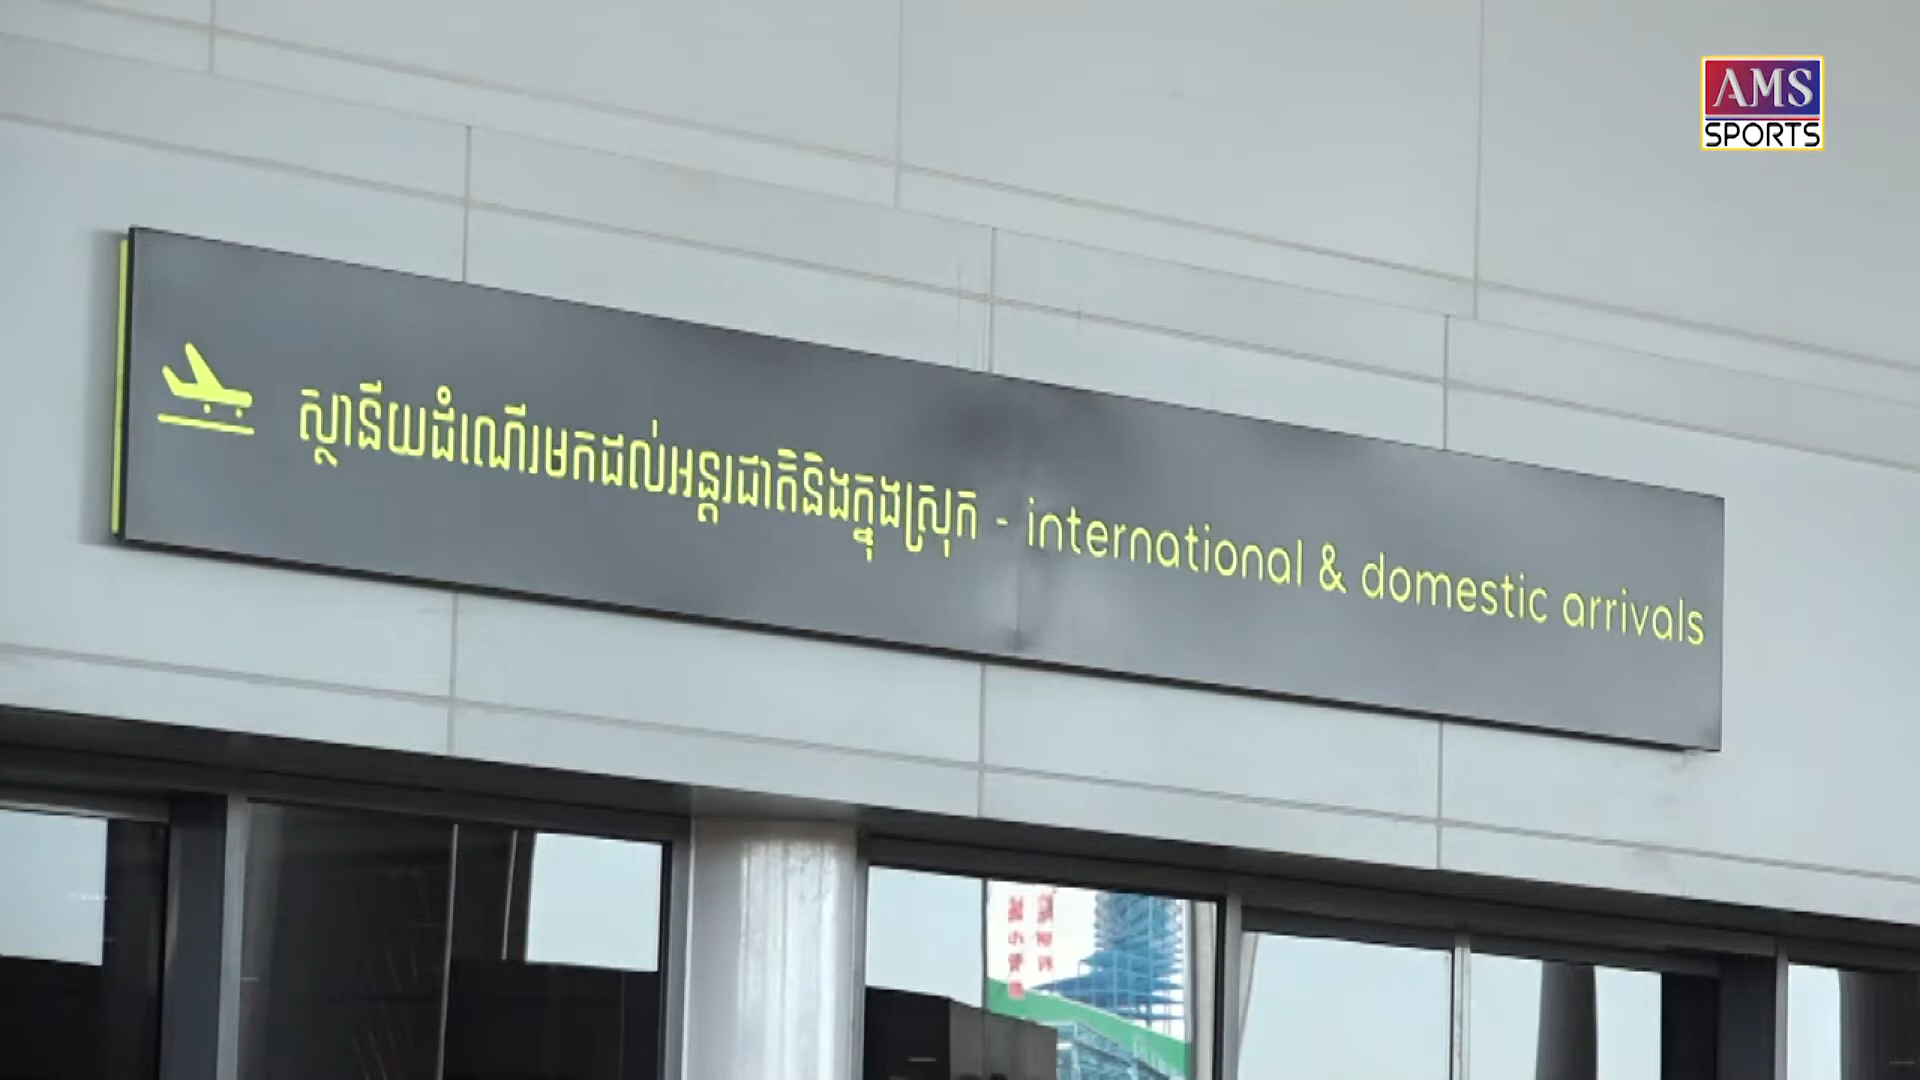 AMS
SPORTS
ស្ថានីយដំណើរមកដល់អន្តរជាតិនិងក្នុងស្រុក - international & domestic arrivals